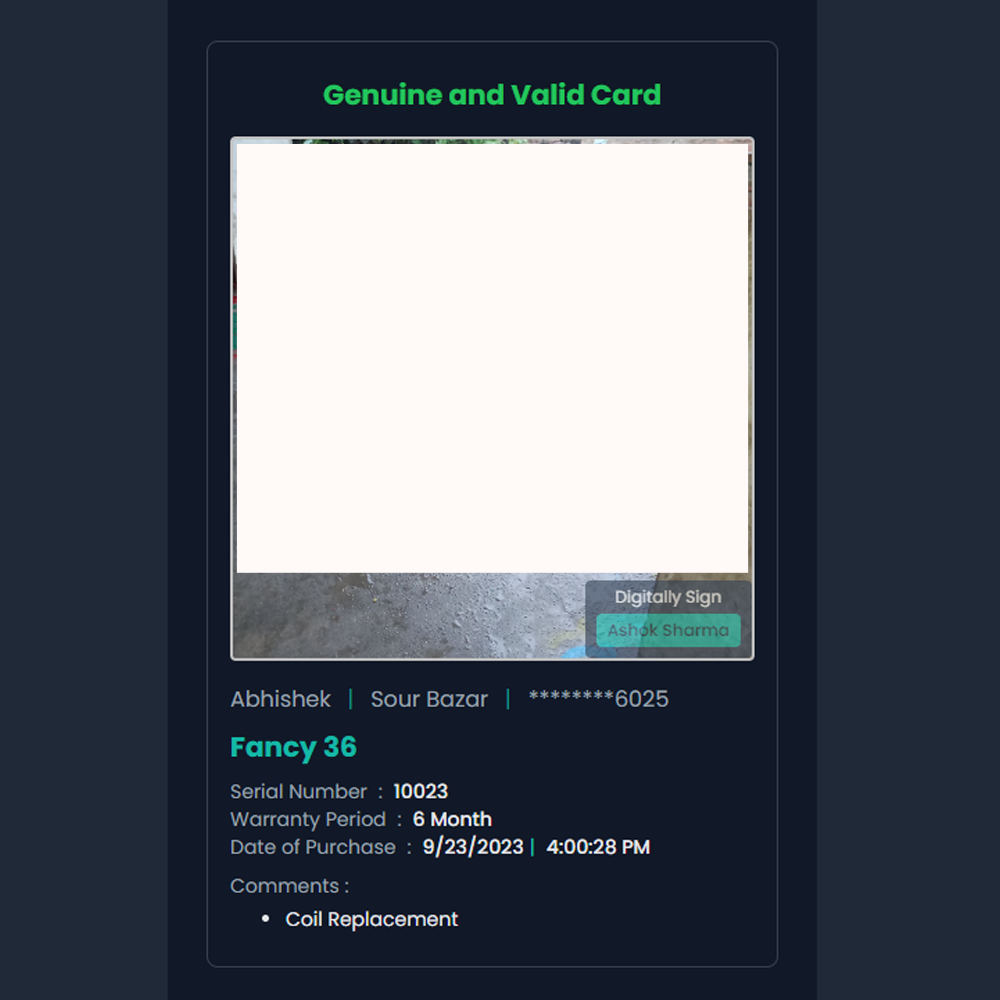 Genuine and Valid Card
Digitally Sign
Ashok Sharma
Abhishek | Sour Bazar | ********6025
Fancy 36
Serial Number : 10023
Warranty Period : 6 Month
Date of Purchase : 9/23/2023 | 4:00:28 PM
Comments :
• Coil Replacement